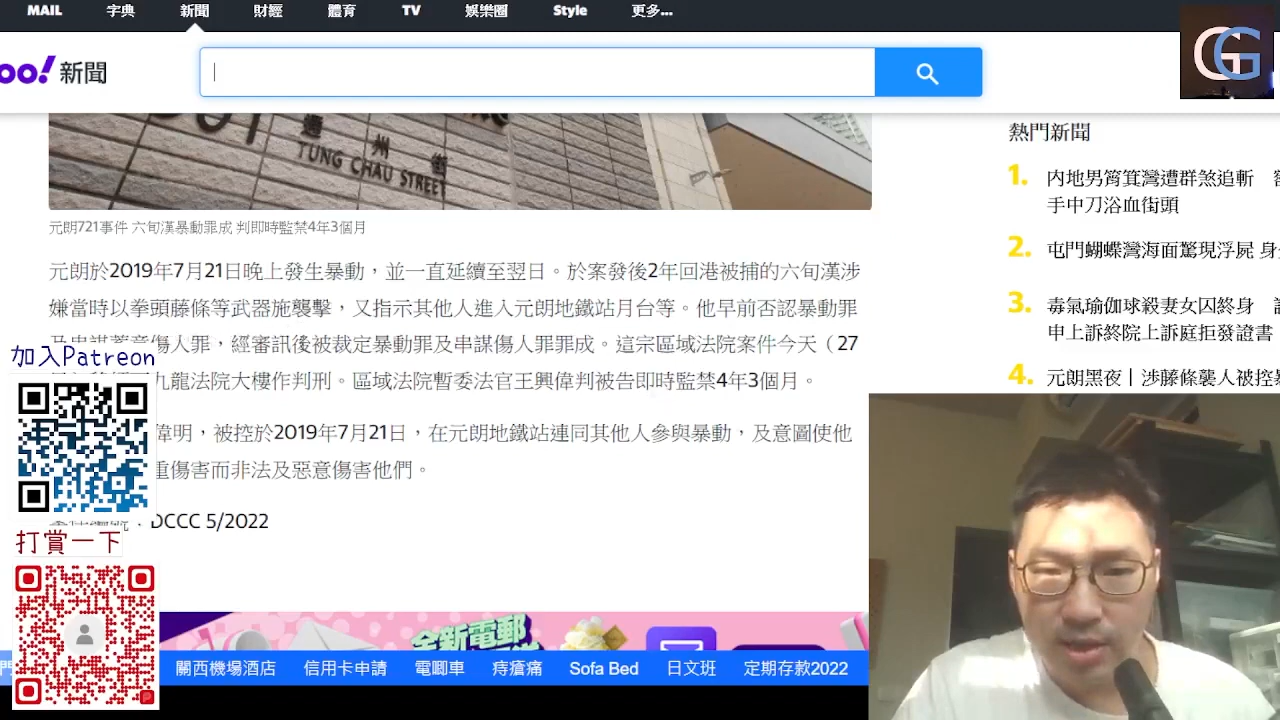 MAIL 字典 新聞 財經 體育 TV 娛樂圈 Style 更多...
oo! 新聞
GG
熱門新聞
通州街
TUNG CHAU STREET
1. 內地男筲箕灣遭群煞追斬
手中刀浴血街頭
元朗721事件 六旬漢暴動罪成 判即時監禁4年3個月
2. 屯門蝴蝶灣海面驚現浮屍
元朗於2019年7月21日晚上發生暴動，並一直延續至翌日。於案發後2年回港被捕的六旬漢涉
嫌當時以拳頭藤條等武器施襲擊，又指示其他人進入元朗地鐵站月台等。他早前否認暴動罪
3. 毒氣瑜伽球殺妻女囚終身
申上訴終院上訴庭拒發證書
傷人罪，經審訊後被裁定暴動罪及串謀傷人罪罪成。這宗區域法院案件今天（27
加入Patreon
九龍法院大樓作判刑。區域法院暫委法官王興偉判被告即時監禁4年3個月。
4. 元朗黑夜｜涉藤條襲人被控
偉明，被控於2019年7月21日，在元朗地鐵站連同其他人參與暴動，及意圖使他
重傷害而非法及惡意傷害他們。
DCCC 5/2022
打賞一下
全新電郵
關西機場酒店 信用卡申請 電閹車 痔瘡痛 Sofa Bed 日文班 定期存款2022